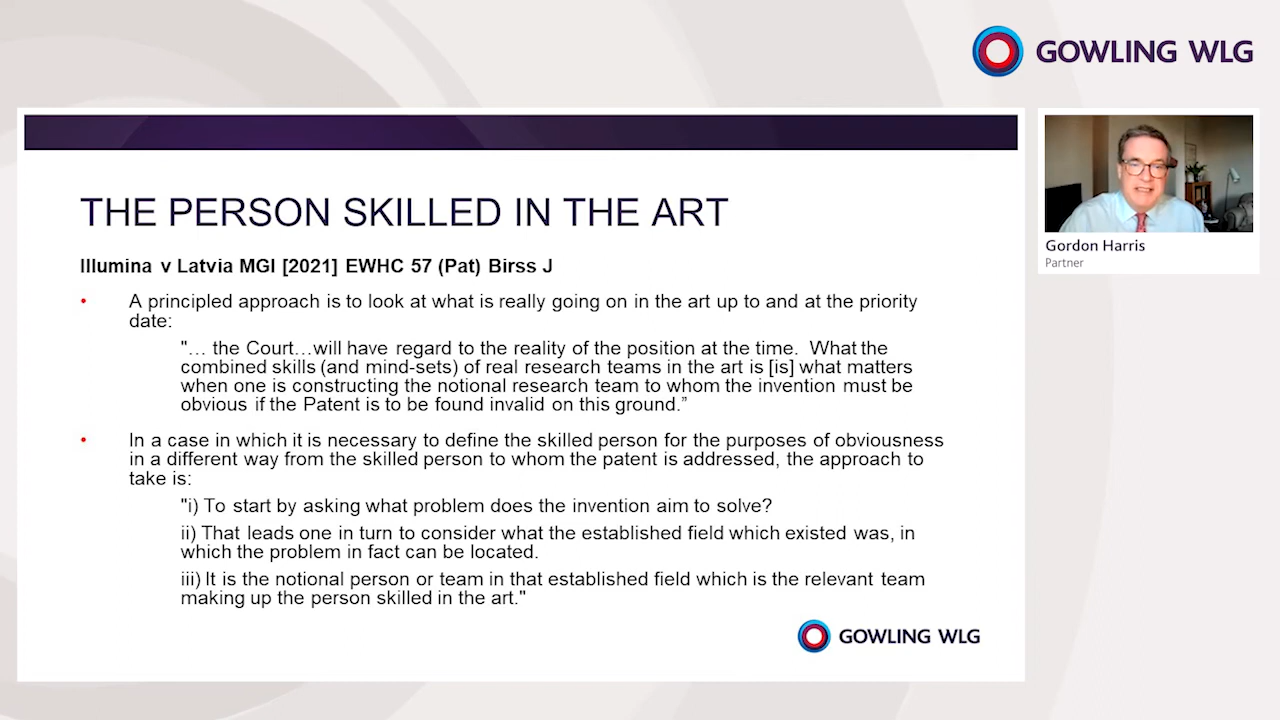 GOWLING WLG
THE PERSON SKILLED IN THE ART
Illumina v Latvia MGI [2021] EWHC 57 (Pat) Birss J
• A principled approach is to look at what is really going on in the art up to and at the priority
date:
"… the Court…will have regard to the reality of the position at the time. What the
combined skills (and mind-sets) of real research teams in the art is [is] what matters
when one is constructing the notional research team to whom the invention must be
obvious if the Patent is to be found invalid on this ground.”
• In a case in which it is necessary to define the skilled person for the purposes of obviousness
in a different way from the skilled person to whom the patent is addressed, the approach to
take is:
"i) To start by asking what problem does the invention aim to solve?
ii) That leads one in turn to consider what the established field which existed was, in
which the problem in fact can be located.
iii) It is the notional person or team in that established field which is the relevant team
making up the person skilled in the art."
GOWLING WLG
Gordon Harris
Partner